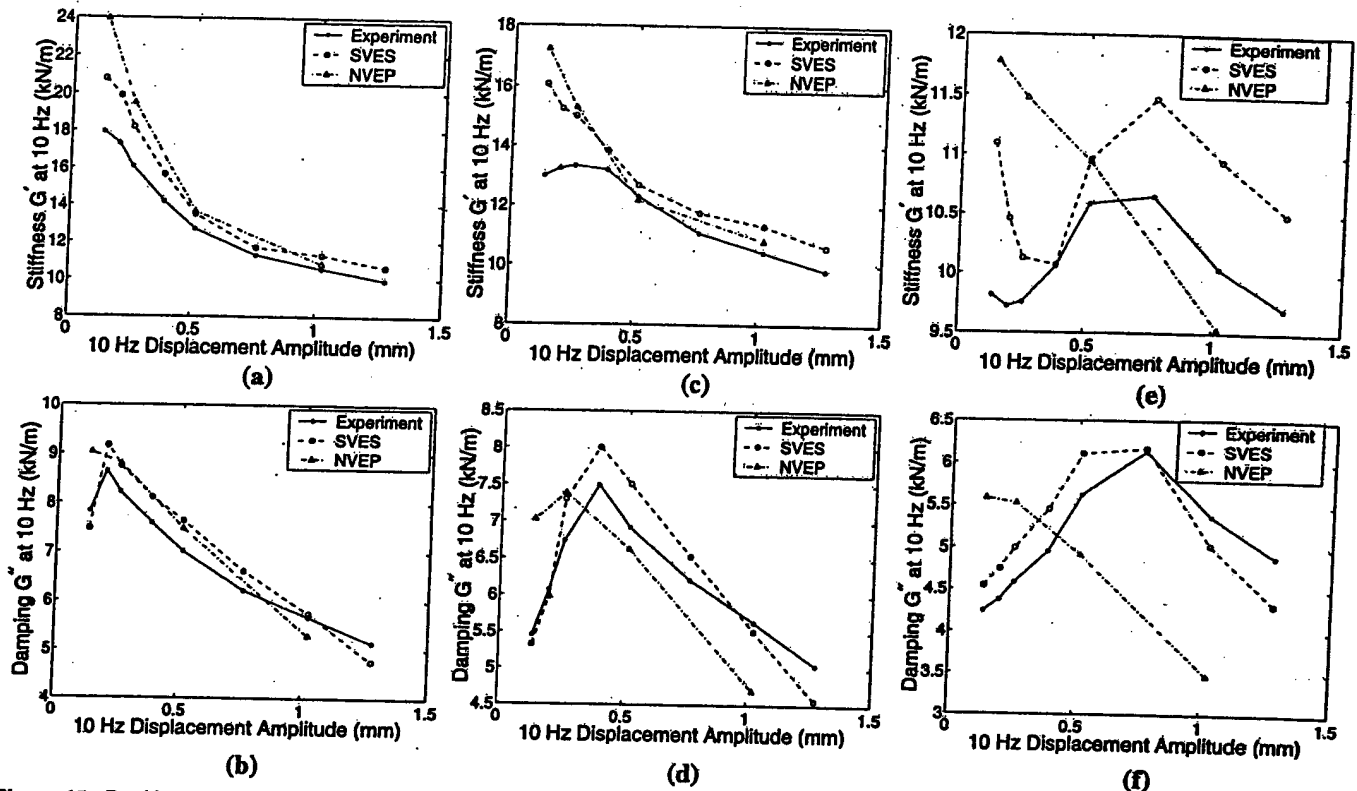 24
22
20
18
16
14
12
10
8
0
0.5
1
1.5
Stiffness G' at 10 Hz (kN/m)
10 Hz Displacement Amplitude (mm)
Experiment
SVES
NVEP
(a)
18
16
14
12
10
8
0
0.5
1
1.5
Stiffness G' at 10 Hz (kN/m)
10 Hz Displacement Amplitude (mm)
Experiment
SVES
NVEP
(c)
12
11.5
11
10.5
10
9.5
0
0.5
1
1.5
Stiffness G' at 10 Hz (kN/m)
10 Hz Displacement Amplitude (mm)
Experiment
SVES
NVEP
(e)
10
9
8
7
6
5
4
0
0.5
1
1.5
Damping G" at 10 Hz (kN/m)
10 Hz Displacement Amplitude (mm)
Experiment
SVES
NVEP
(b)
8.5
8
7.5
7
6.5
6
5.5
5
4.5
0
0.5
1
1.5
Damping G" at 10 Hz (kN/m)
10 Hz Displacement Amplitude (mm)
Experiment
SVES
NVEP
(d)
6.5
6
5.5
5
4.5
4
3.5
3
0
0.5
1
1.5
Damping G" at 10 Hz (kN/m)
10 Hz Displacement Amplitude (mm)
Experiment
SVES
NVEP
(f)